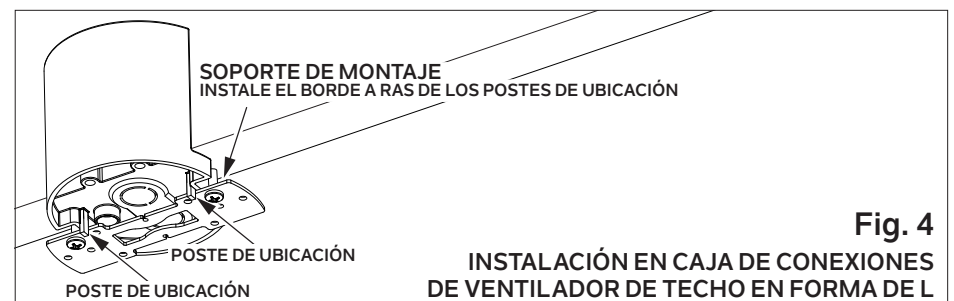 SOPORTE DE MONTAJE
INSTALE EL BORDE A RAS DE LOS POSTES DE UBICACIÓN
POSTE DE UBICACIÓN
POSTE DE UBICACIÓN
Fig. 4
INSTALACIÓN EN CAJA DE CONEXIONES
DE VENTILADOR DE TECHO EN FORMA DE L